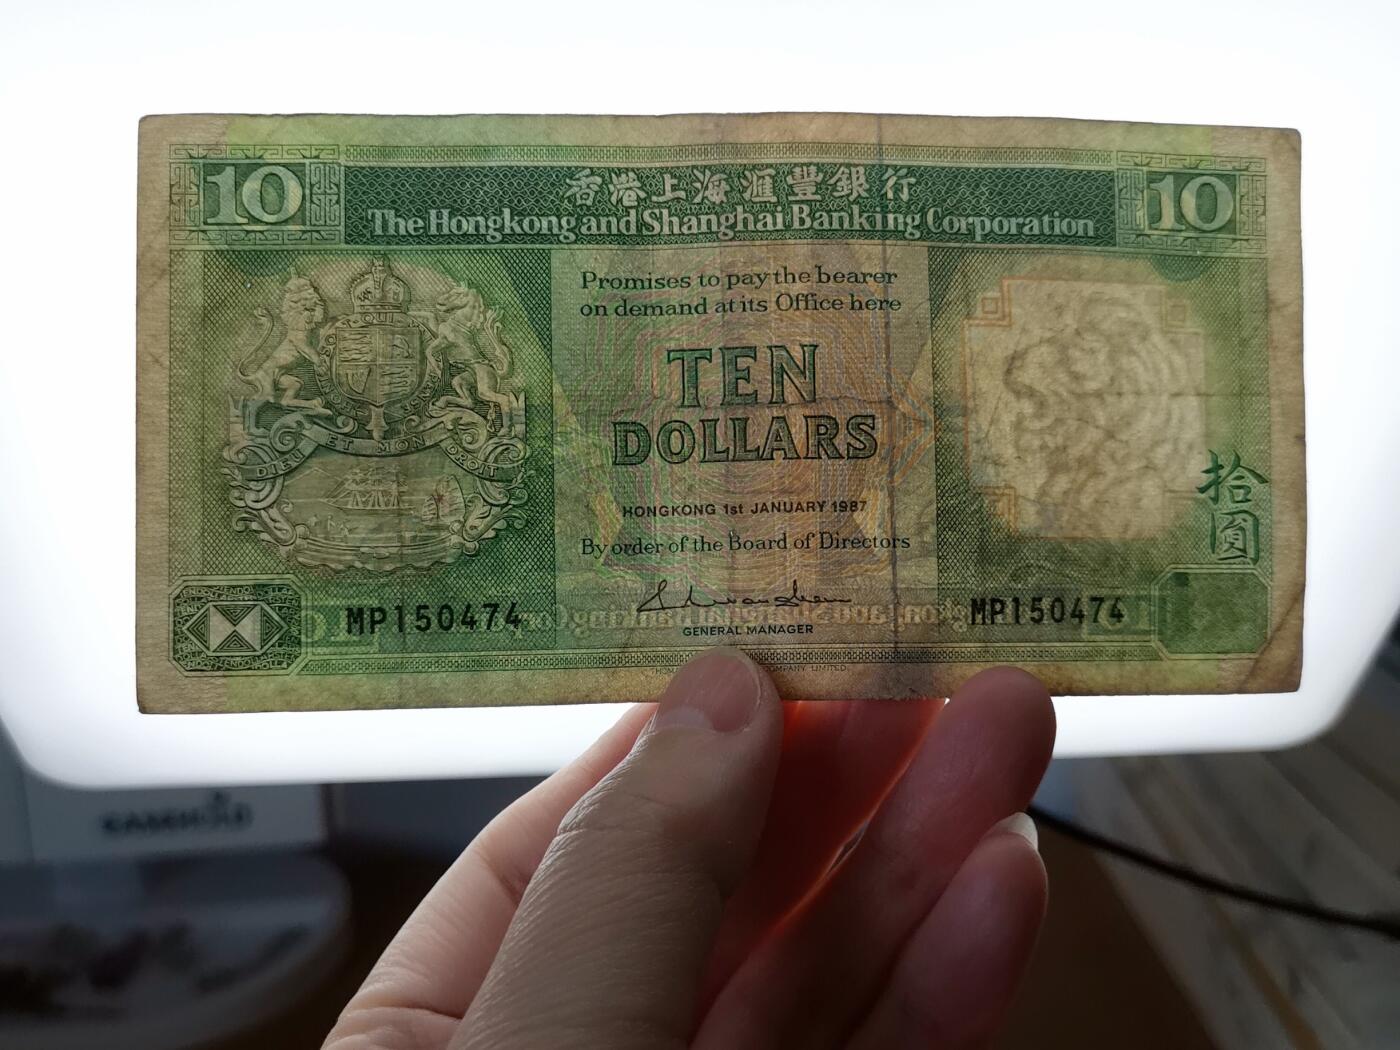 10
香港上海滙豐銀行
10
The Hongkong and Shanghai Banking Corporation
Promises to pay the bearer
on demand at its Office here
TEN
DOLLARS
DIEU ET MON DROIT
HONGKONG 1st JANUARY 1987
By order of the Board of Directors
拾圓
MP150474
MP150474
GENERAL MANAGER
COMPANY LIMITED